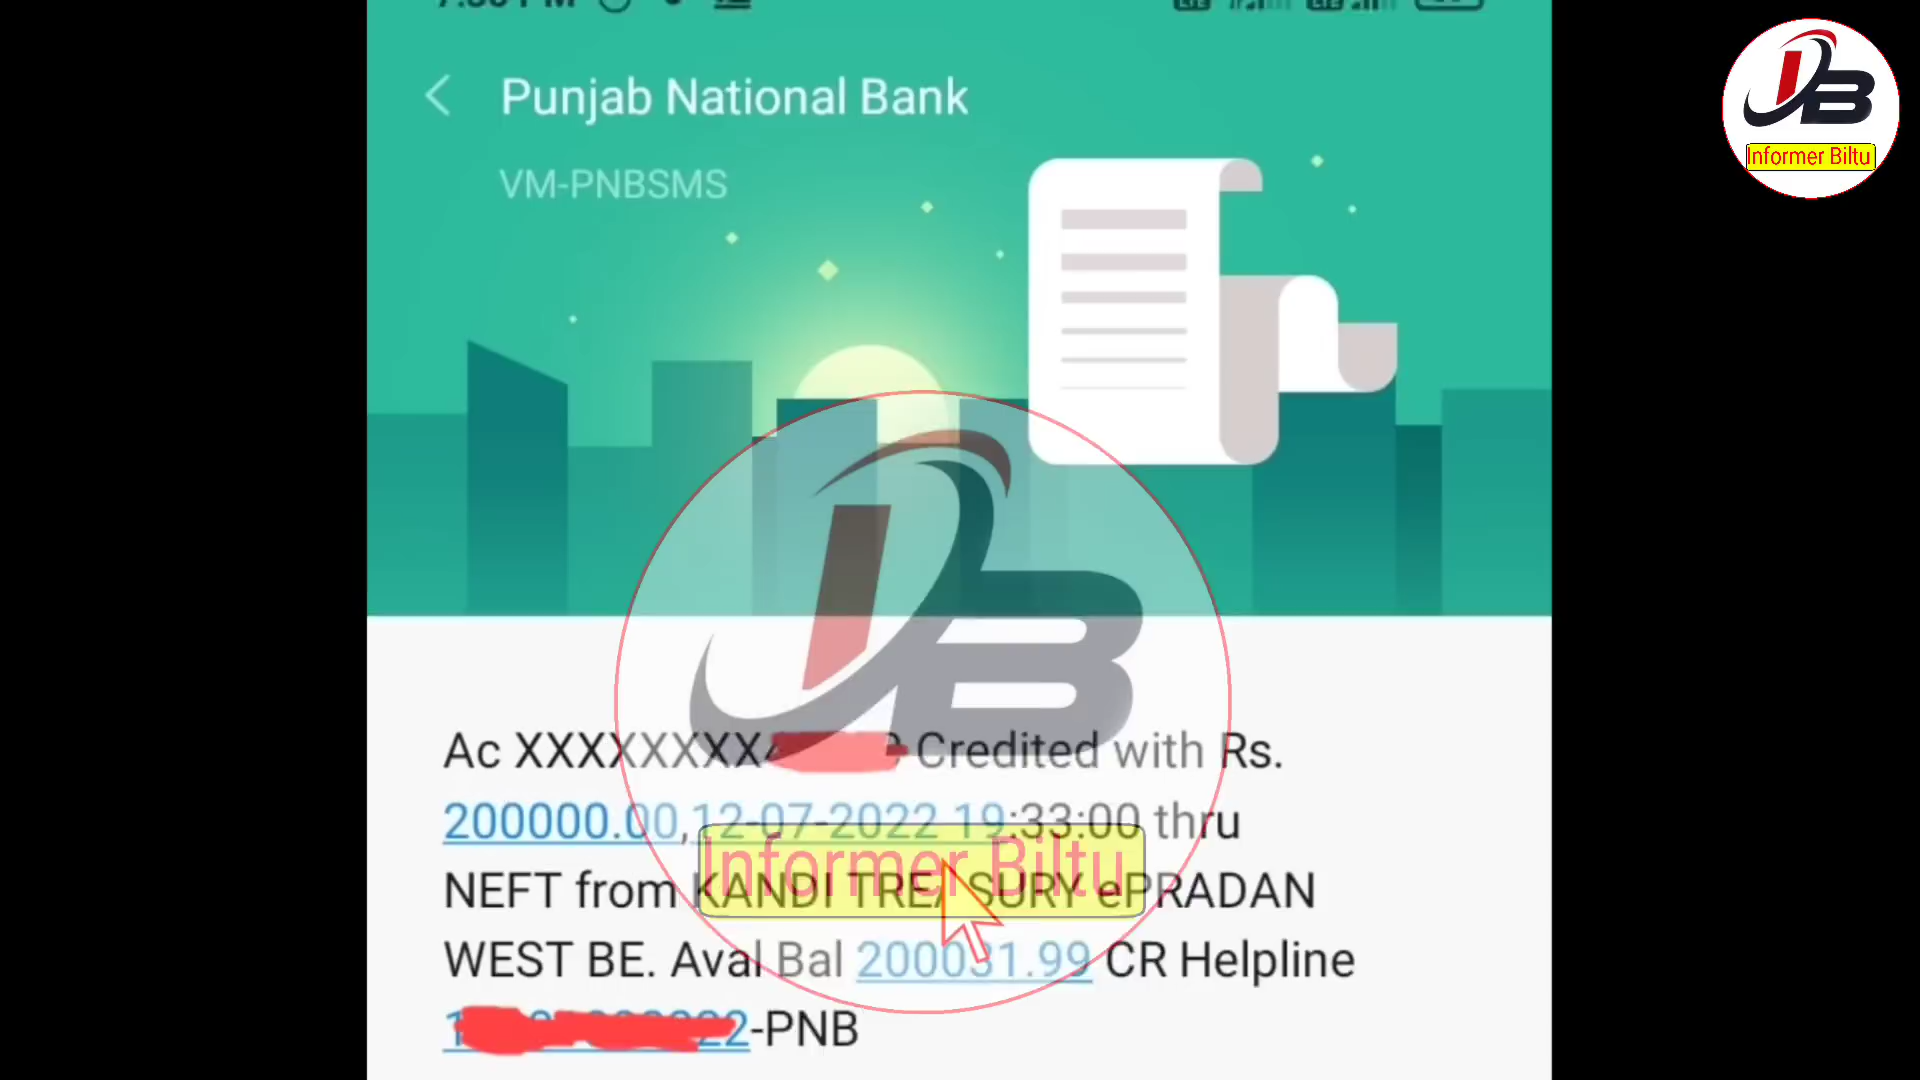 Punjab National Bank
VM-PNBSMS
Informer Biltu
Ac XXXXXXXX Credited with Rs.
200000.00,12-07-2022 19:33:00 thru
NEFT from KANDI TREASURY ePRADAN
WEST BE. Aval Bal 200031.99 CR Helpline
-PNB
Informer Biltu